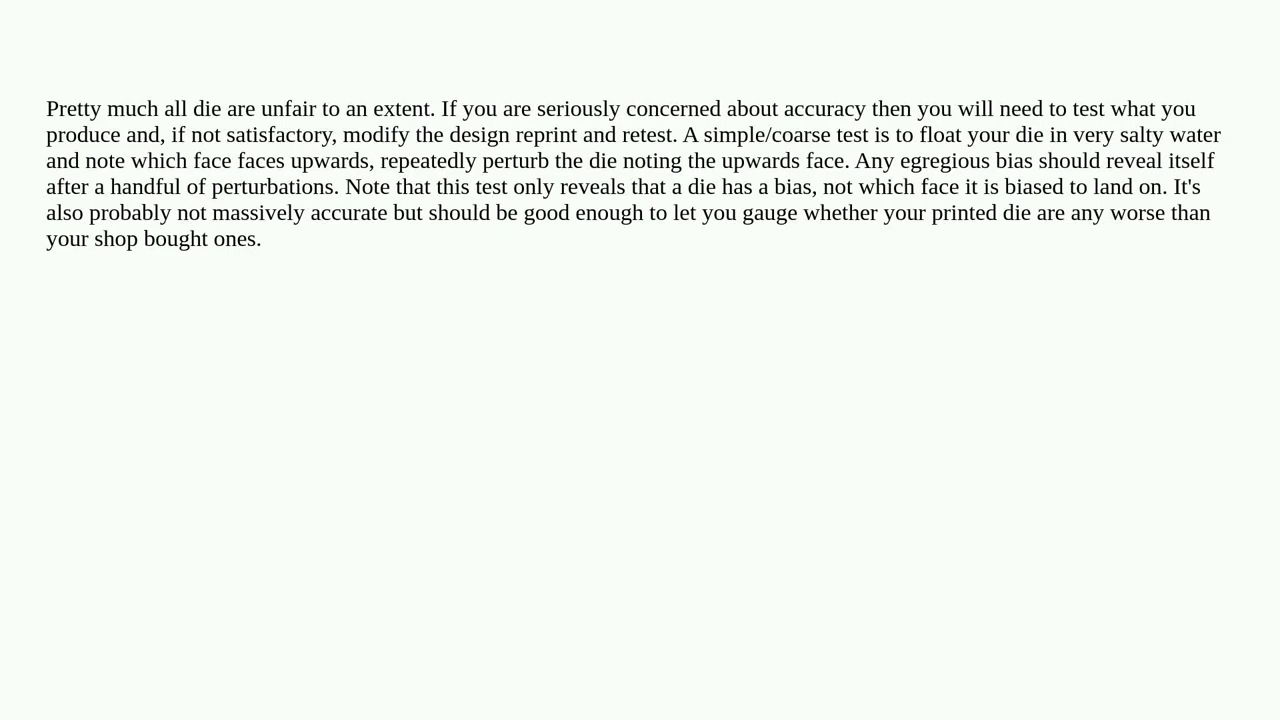 Pretty much all die are unfair to an extent. If you are seriously concerned about accuracy then you will need to test what you
produce and, if not satisfactory, modify the design reprint and retest. A simple/coarse test is to float your die in very salty water
and note which face faces upwards, repeatedly perturb the die noting the upwards face. Any egregious bias should reveal itself
after a handful of perturbations. Note that this test only reveals that a die has a bias, not which face it is biased to land on. It's
also probably not massively accurate but should be good enough to let you gauge whether your printed die are any worse than
your shop bought ones.